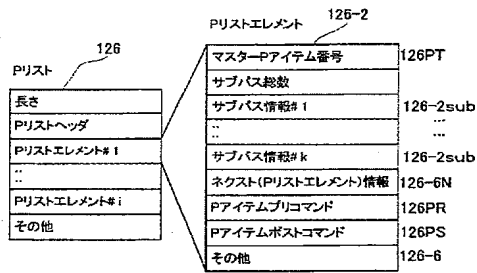 Pリストエレメント
126-2
126
Pリスト
長さ
Pリストヘッダ
Pリストエレメント#1
::
Pリストエレメント#i
その他
マスターPアイテム番号
126PT
サブパス総数
サブパス情報#1
126-2sub
::
...
...
サブパス情報#k
126-2sub
ネクスト(Pリストエレメント)情報
126-6N
Pアイテムプリコマンド
126PR
Pアイテムポストコマンド
126PS
その他
126-6